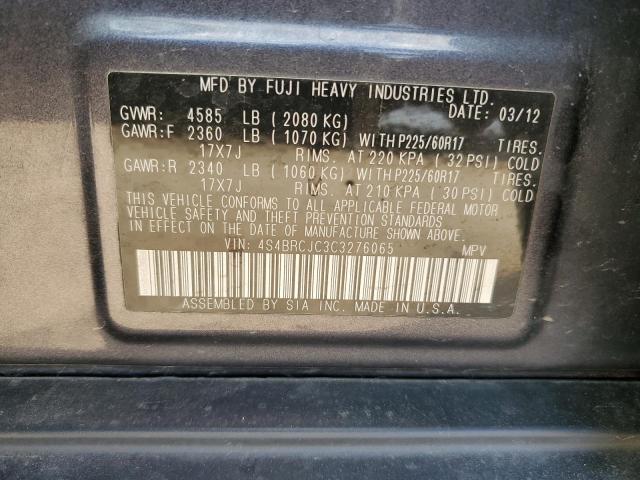 MFD BY FUJI HEAVY INDUSTRIES LTD.
GVWR: 4585 LB (2080 KG) DATE: 03/12
GAWR:F 2360 LB (1070 KG) WITH P225/60R17 TIRES.
17X7J RIMS. AT 220 KPA (32 PSI) COLD
GAWR:R 2340 LB (1060 KG) WITH P225/60R17 TIRES.
17X7J RIMS. AT 210 KPA (30 PSI) COLD
THIS VEHICLE CONFORMS TO ALL APPLICABLE FEDERAL MOTOR
VEHICLE SAFETY AND THEFT PREVENTION STANDARDS
IN EFFECT ON THE DATE OF MANUFACTURE SHOWN ABOVE.
VIN: 4S4BRCJC3C3276065 MPV
ASSEMBLED BY SIA INC. MADE IN U.S.A.